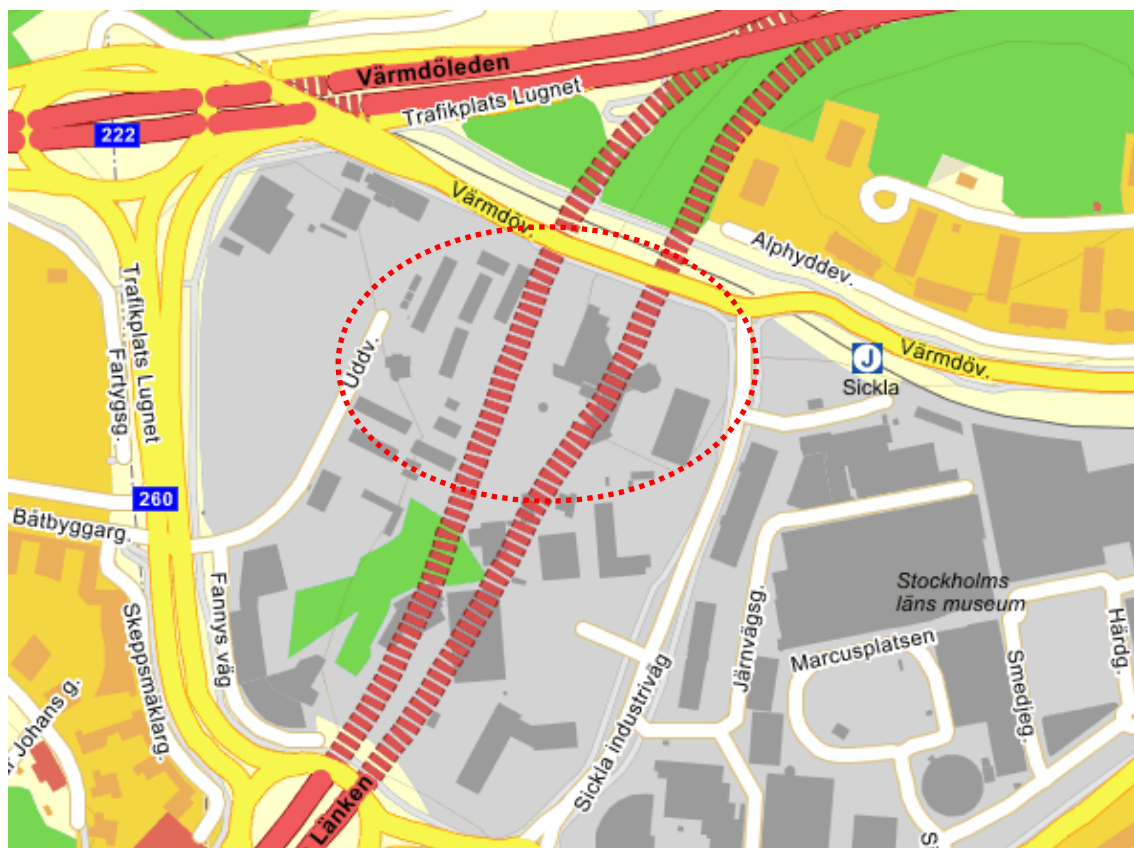 Värmdöleden
Trafikplats Lugnet
222
Värmdöv.
Alphyddev.
Trafikplats Lugnet
Fartygsg.
Uddv.
J
Sickla
Värmdöv.
260
Båtbyggarg.
Fannys väg
Skeppsmäklarg.
Johans g.
Länken
Sickla industriväg
Järnvägsg.
Stockholms
läns museum
Marcusplatsen
Smedjeg.
Härdg.